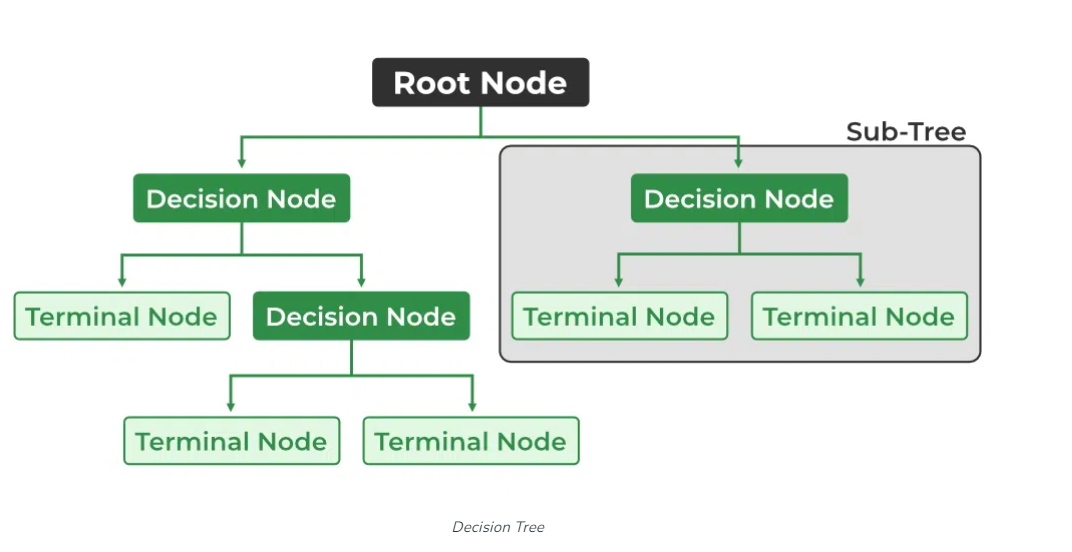 Root Node
Sub-Tree
Decision Node
Decision Node
Terminal Node
Decision Node
Terminal Node
Terminal Node
Terminal Node
Terminal Node
Decision Tree